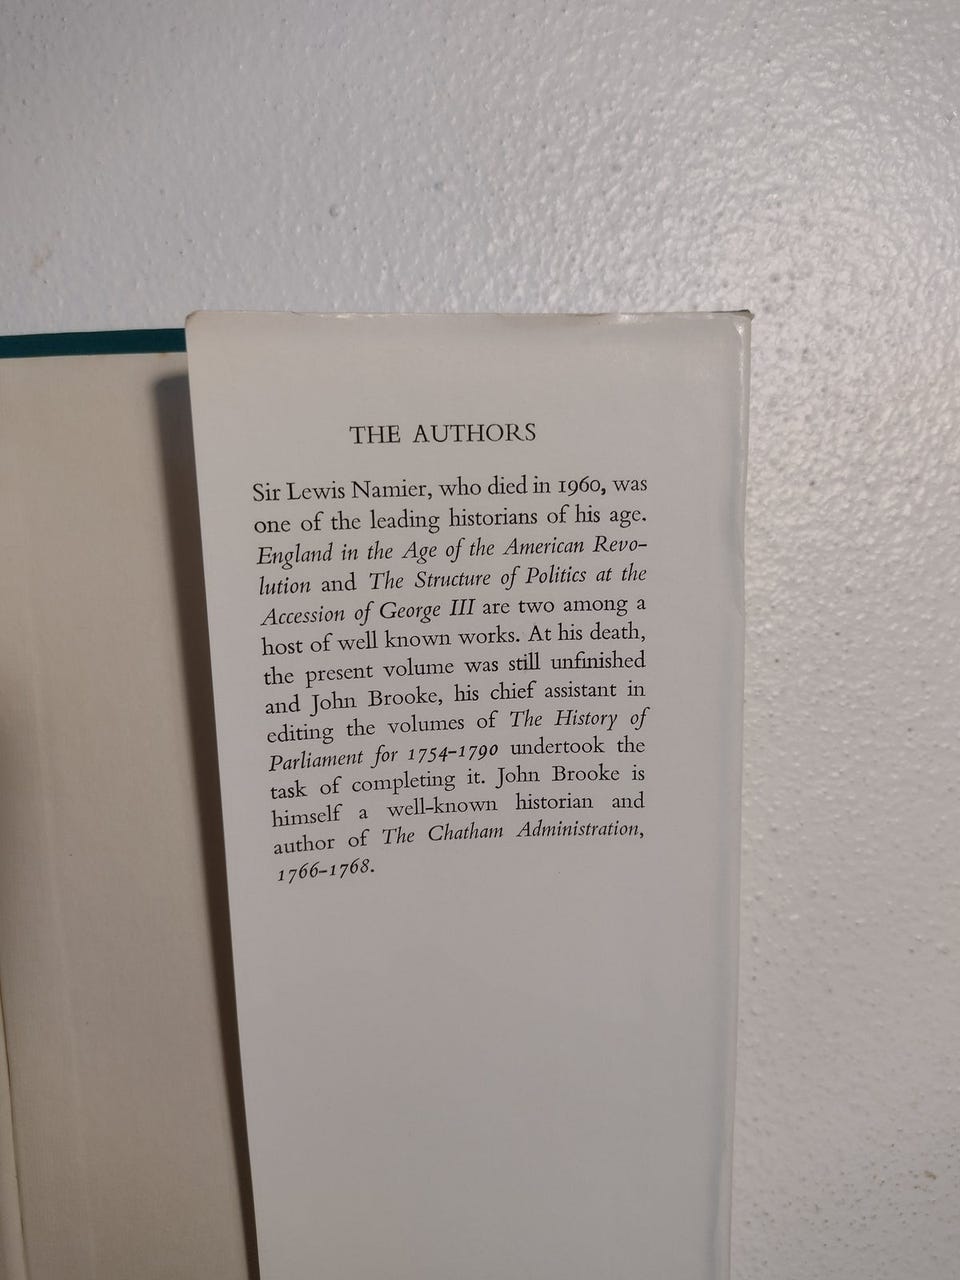 THE AUTHORS
Sir Lewis Namier, who died in 1960, was
one of the leading historians of his age.
England in the Age of the American Revo-
lution and The Structure of Politics at the
Accession of George III are two among a
host of well known works. At his death,
the present volume was still unfinished
and John Brooke, his chief assistant in
editing the volumes of The History of
Parliament for 1754-1790 undertook the
task of completing it. John Brooke is
himself a well-known historian and
author of The Chatham Administration,
1766-1768.